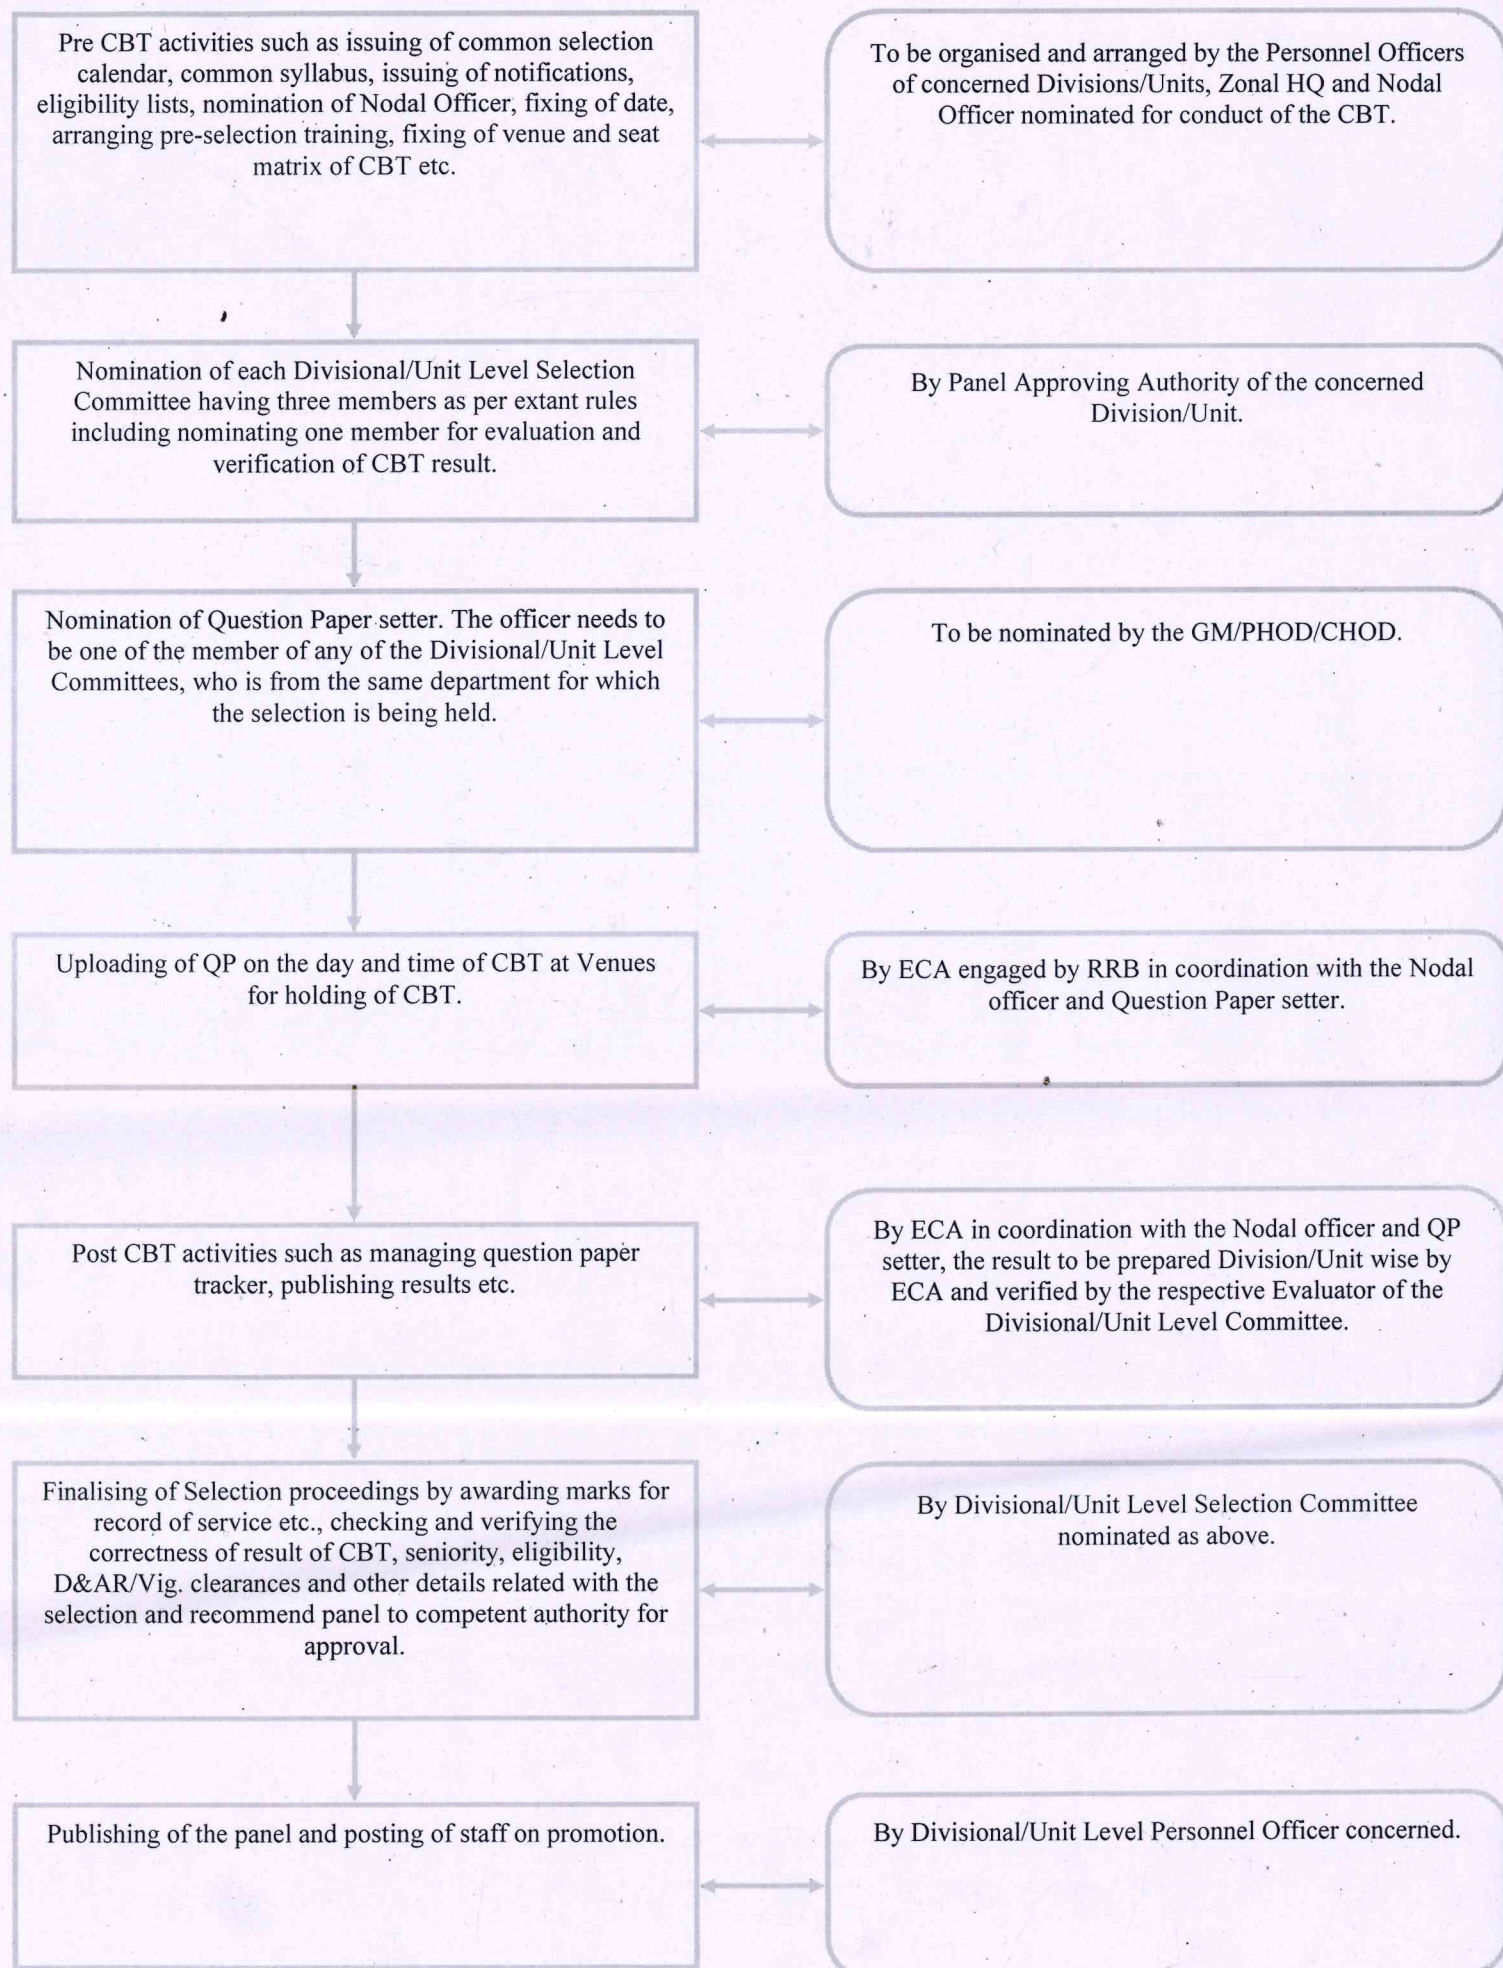 Pre CBT activities such as issuing of common selection
calendar, common syllabus, issuing of notifications,
eligibility lists, nomination of Nodal Officer, fixing of date,
arranging pre-selection training, fixing of venue and seat
matrix of CBT etc.
To be organised and arranged by the Personnel Officers
of concerned Divisions/Units, Zonal HQ and Nodal
Officer nominated for conduct of the CBT.
Nomination of each Divisional/Unit Level Selection
Committee having three members as per extant rules
including nominating one member for evaluation and
verification of CBT result.
By Panel Approving Authority of the concerned
Division/Unit.
Nomination of Question Paper setter. The officer needs to
be one of the member of any of the Divisional/Unit Level
Committees, who is from the same department for which
the selection is being held.
To be nominated by the GM/PHOD/CHOD.
Uploading of QP on the day and time of CBT at Venues
for holding of CBT.
By ECA engaged by RRB in coordination with the Nodal
officer and Question Paper setter.
Post CBT activities such as managing question paper
tracker, publishing results etc.
By ECA in coordination with the Nodal officer and QP
setter, the result to be prepared Division/Unit wise by
ECA and verified by the respective Evaluator of the
Divisional/Unit Level Committee.
Finalising of Selection proceedings by awarding marks for
record of service etc., checking and verifying the
correctness of result of CBT, seniority, eligibility,
D&AR/Vig. clearances and other details related with the
selection and recommend panel to competent authority for
approval.
By Divisional/Unit Level Selection Committee
nominated as above.
Publishing of the panel and posting of staff on promotion.
By Divisional/Unit Level Personnel Officer concerned.